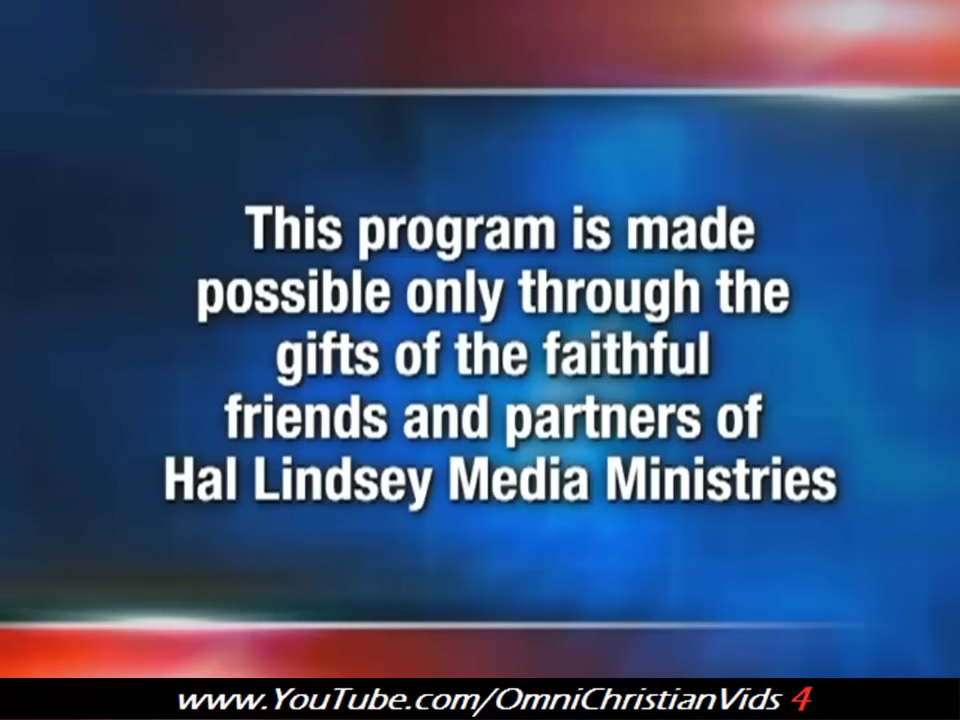 This program is made
possible only through the
gifts of the faithful
friends and partners of
Hal Lindsey Media Ministries
www.YouTube.com/OmniChristianVids 4